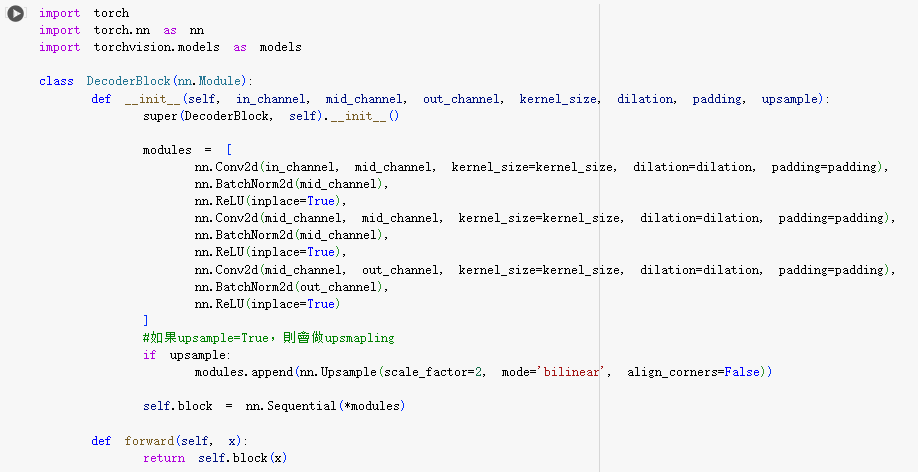 import torch
import torch.nn as nn
import torchvision.models as models
class DecoderBlock(nn.Module):
def __init__(self, in_channel, mid_channel, out_channel, kernel_size, dilation, padding, upsample):
super(DecoderBlock, self).__init__()
modules = [
nn.Conv2d(in_channel, mid_channel, kernel_size=kernel_size, dilation=dilation, padding=padding),
nn.BatchNorm2d(mid_channel),
nn.ReLU(inplace=True),
nn.Conv2d(mid_channel, mid_channel, kernel_size=kernel_size, dilation=dilation, padding=padding),
nn.BatchNorm2d(mid_channel),
nn.ReLU(inplace=True),
nn.Conv2d(mid_channel, out_channel, kernel_size=kernel_size, dilation=dilation, padding=padding),
nn.BatchNorm2d(out_channel),
nn.ReLU(inplace=True)
]
#如果upsample=True，則會做upsmapling
if upsample:
modules.append(nn.Upsample(scale_factor=2, mode='bilinear', align_corners=False))
self.block = nn.Sequential(*modules)
def forward(self, x):
return self.block(x)